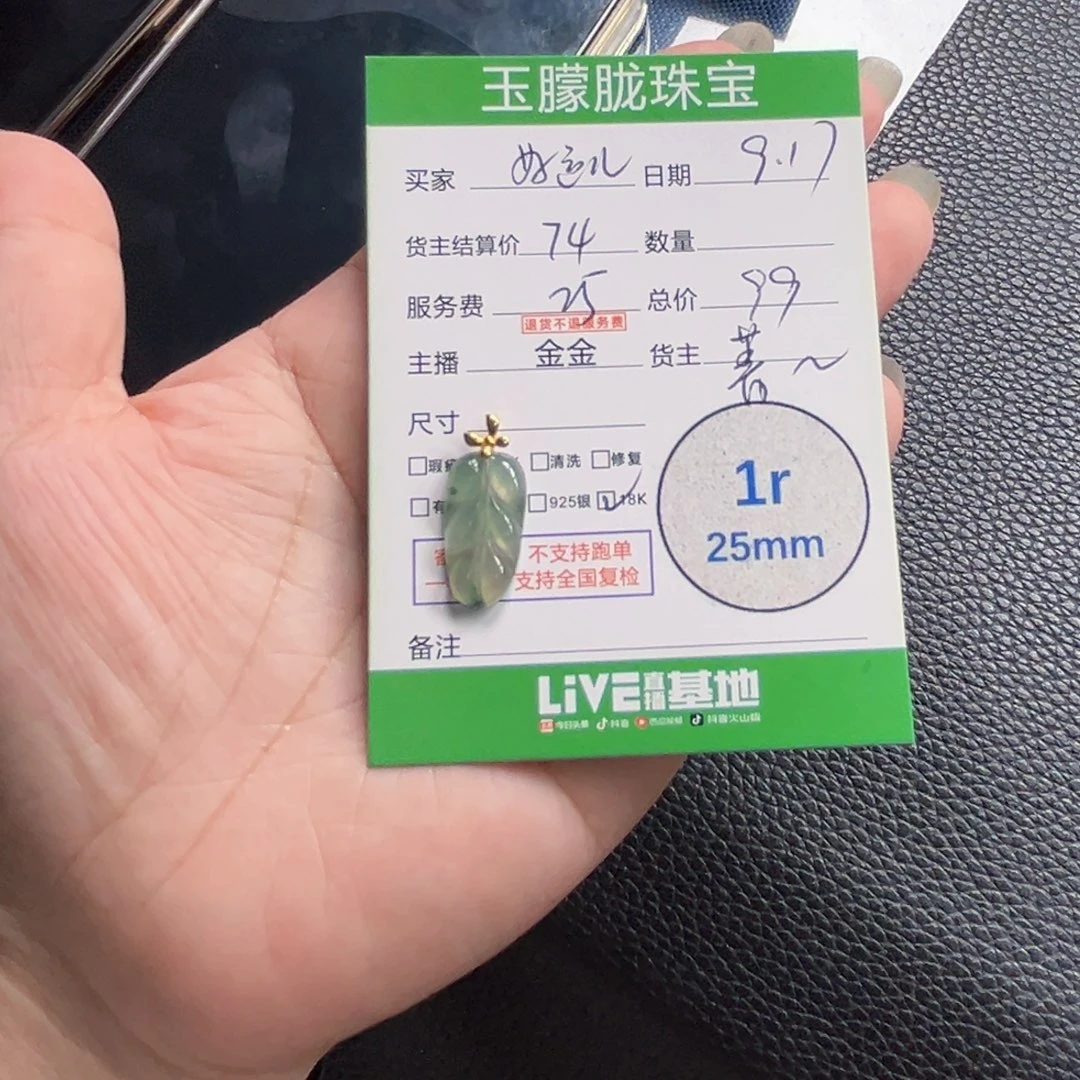 玉朦胧珠宝
买家 好运儿 日期 9.17
货主结算价 74 数量
服务费 25 总价 99
退货不退服务费
主播 金金 货主
尺寸
清洗 修复
有 925银 18K
不支持跑单
支持全国复检
1r
25mm
备注
LiVE直播基地
今日头条 抖音 西瓜视频 抖音火山版